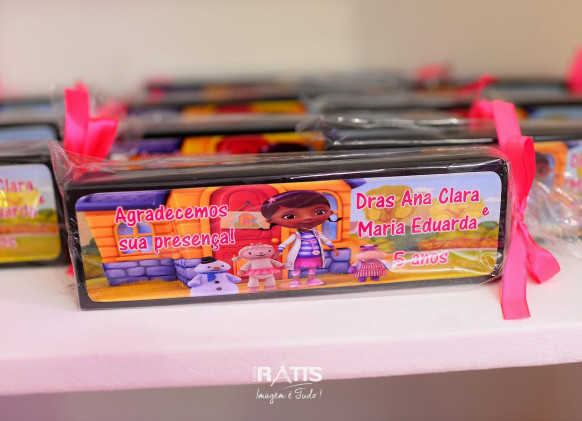 Agradecemos
sua presença!
Dras Ana Clara e
Maria Eduarda
5 anos
RATTS
Imagem é Tudo!